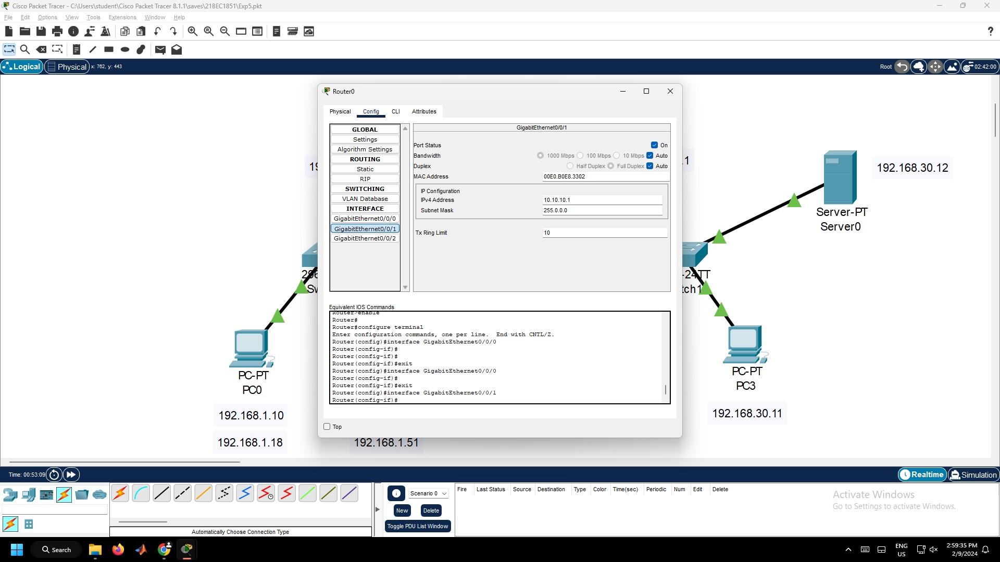 Cisco Packet Tracer - C:\Users\student\Cisco Packet Tracer 8.1.1\saves\21BEC1851\Exp5.pkt
File Edit Options View Tools Extensions Window Help
Logical Physical x: 762, y: 443
Root 02:42:00
Router0
Physical Config CLI Attributes
GLOBAL
Settings
Algorithm Settings
ROUTING
Static
RIP
SWITCHING
VLAN Database
INTERFACE
GigabitEthernet0/0/0
GigabitEthernet0/0/1
GigabitEthernet0/0/2
GigabitEthernet0/0/1
Port Status On
Bandwidth 1000 Mbps 100 Mbps 10 Mbps Auto
Duplex Half Duplex Full Duplex Auto
MAC Address 00E0.B0E8.3302
IP Configuration
IPv4 Address 10.10.10.1
Subnet Mask 255.0.0.0
Tx Ring Limit 10
Equivalent IOS Commands
Router>enable
Router#
Router#configure terminal
Enter configuration commands, one per line. End with CNTL/Z.
Router(config)#interface GigabitEthernet0/0/0
Router(config-if)#
Router(config-if)#
Router(config-if)#exit
Router(config)#interface GigabitEthernet0/0/0
Router(config-if)#
Router(config-if)#exit
Router(config)#interface GigabitEthernet0/0/1
Router(config-if)#
Top
19
296
Sw
.1
192.168.30.12
Server-PT
Server0
-24TT
tch1
PC-PT
PC0
192.168.1.10
192.168.1.18
192.168.1.51
PC-PT
PC3
192.168.30.11
Time: 00:53:09
Realtime Simulation
Automatically Choose Connection Type
Scenario 0
New Delete
Toggle PDU List Window
Fire Last Status Source Destination Type Color Time(sec) Periodic Num Edit Delete
Activate Windows
Go to Settings to activate Windows.
Search
ENG
US
2:59:35 PM
2/9/2024